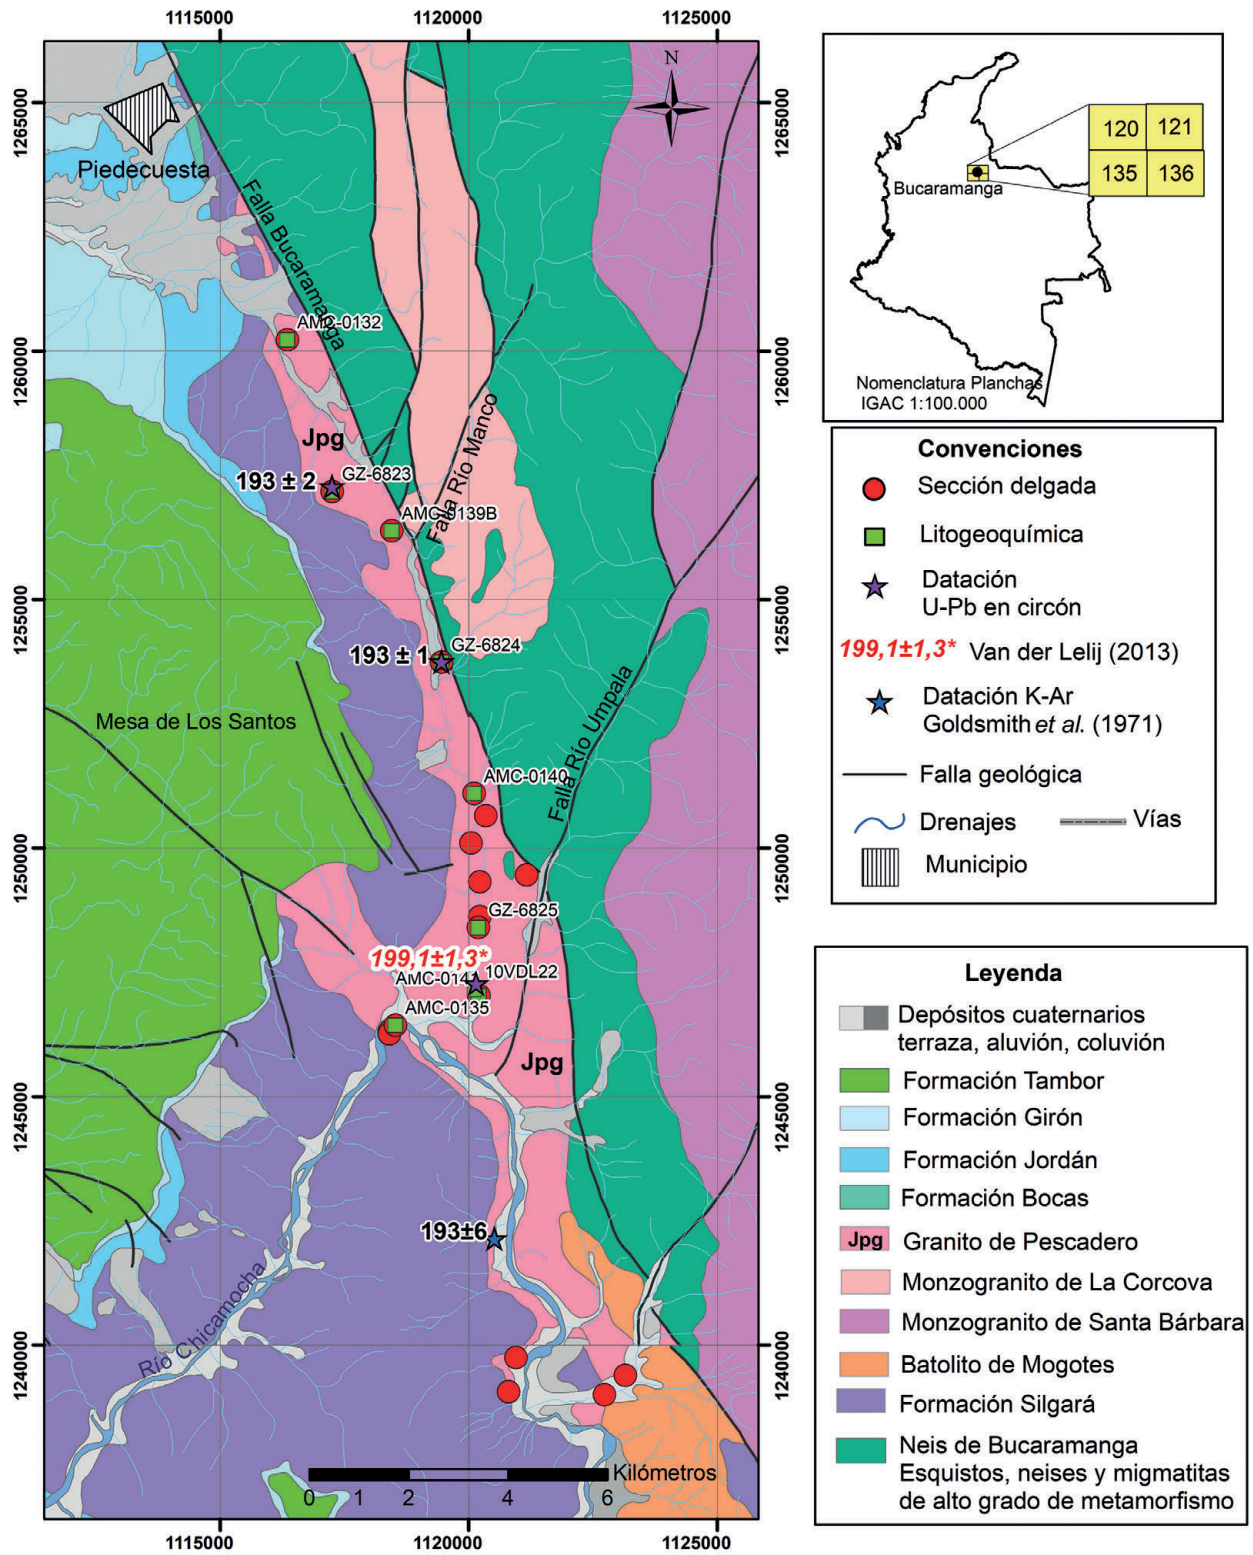 1115000
1120000
1125000
1265000
1265000
N
Piedecuesta
Falla Bucaramanga
AMC-0132
1260000
1260000
Jpg
193 ± 2
GZ-6823
Falla Río Manco
AMC-0139B
1255000
1255000
193 ± 1
GZ-6824
Mesa de Los Santos
Falla Río Umpala
AMC-0140
1250000
1250000
GZ-6825
199,1±1,3*
10VDL22
AMC-0135
Jpg
1245000
1245000
193±6
Río Chicamocha
1240000
1240000
Kilómetros
0 1 2 4 6
1115000
1120000
1125000
120
121
135
136
Bucaramanga
Nomenclatura Planchas
IGAC 1:100.000
Convenciones
Sección delgada
Litogeoquímica
Datación
U-Pb en circón
199,1±1,3* Van der Lelij (2013)
Datación K-Ar
Goldsmith et al. (1971)
Falla geológica
Drenajes
Vías
Municipio
Leyenda
Depósitos cuaternarios
terraza, aluvión, coluvión
Formación Tambor
Formación Girón
Formación Jordán
Formación Bocas
Jpg Granito de Pescadero
Monzogranito de La Corcova
Monzogranito de Santa Bárbara
Batolito de Mogotes
Formación Silgará
Neis de Bucaramanga
Esquistos, neises y migmatitas
de alto grado de metamorfismo